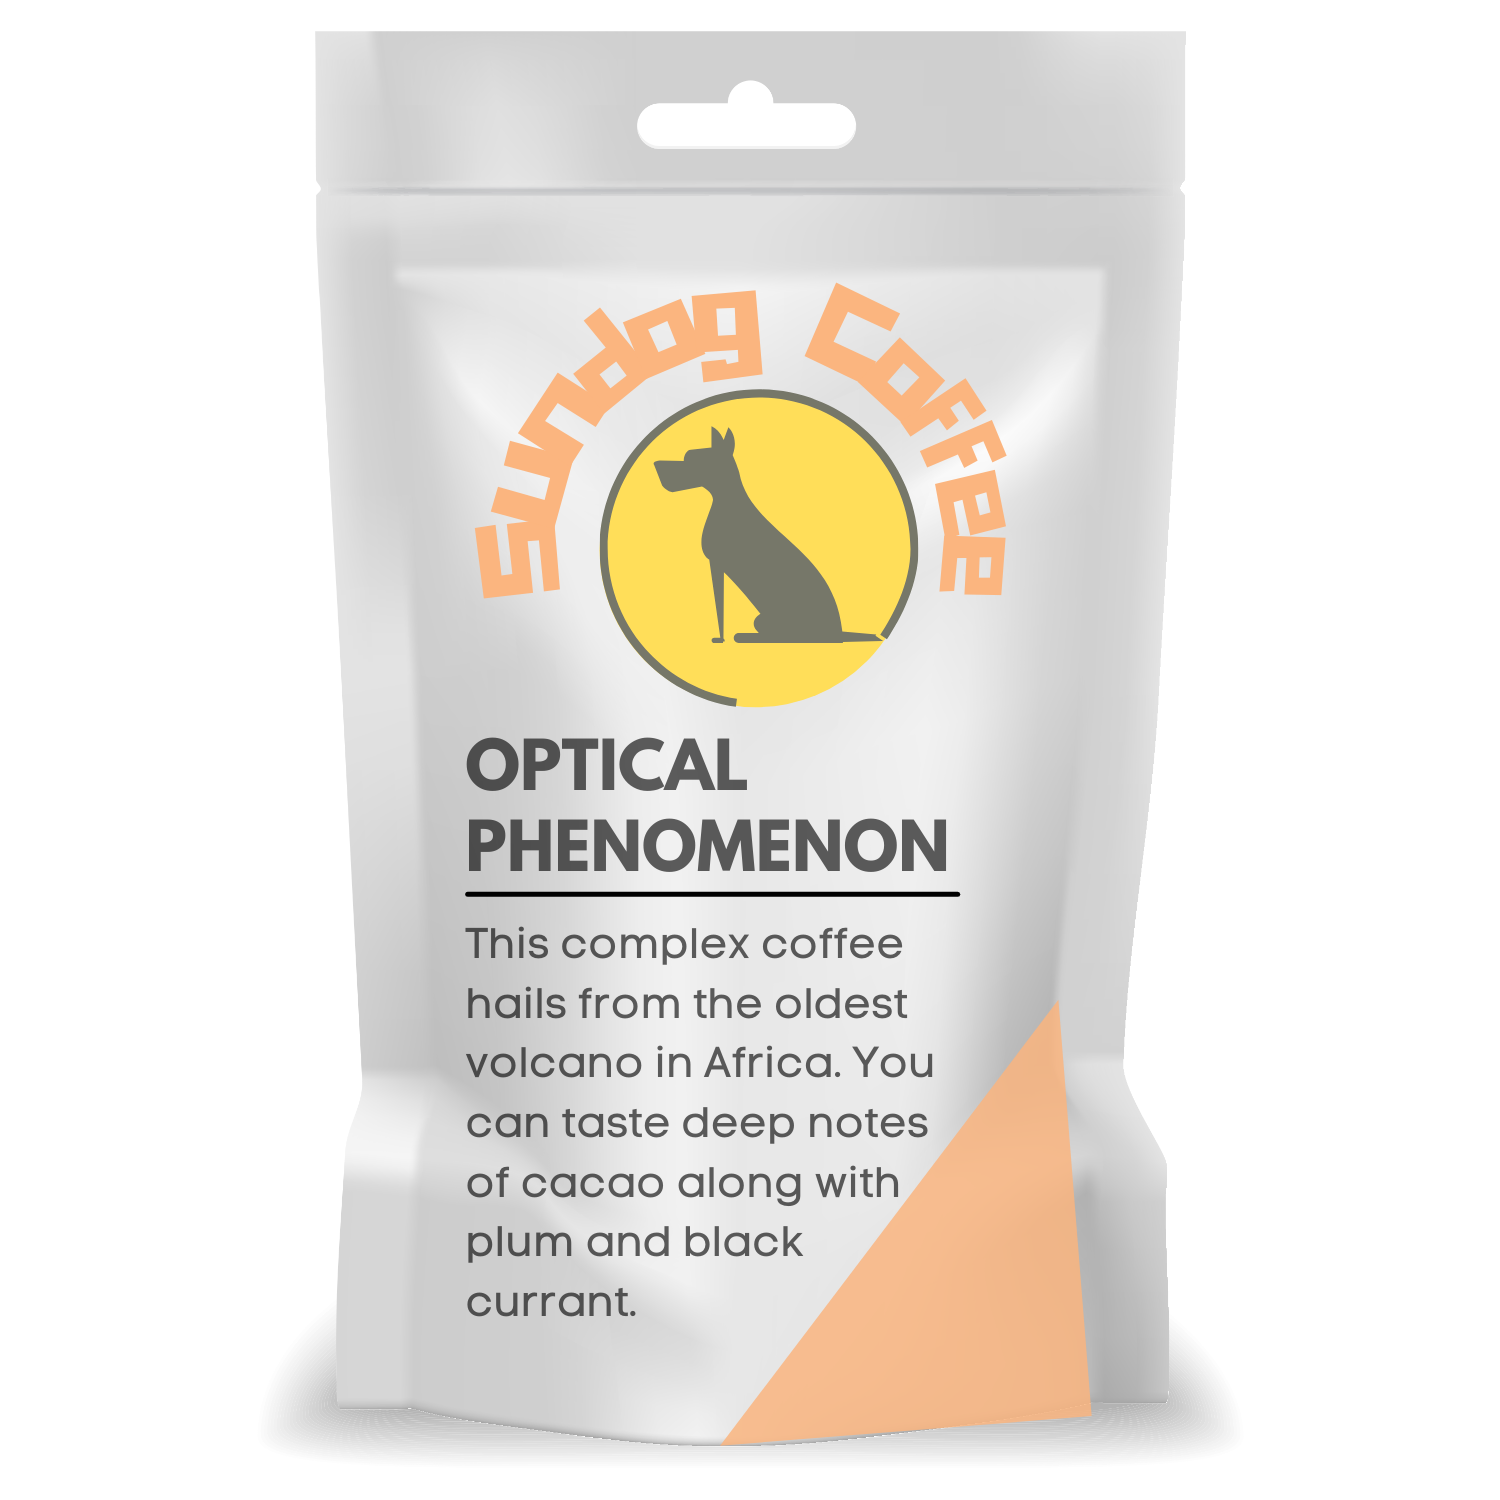 Sundog Coffee
OPTICAL
PHENOMENON
This complex coffee
hails from the oldest
volcano in Africa. You
can taste deep notes
of cacao along with
plum and black
currant.